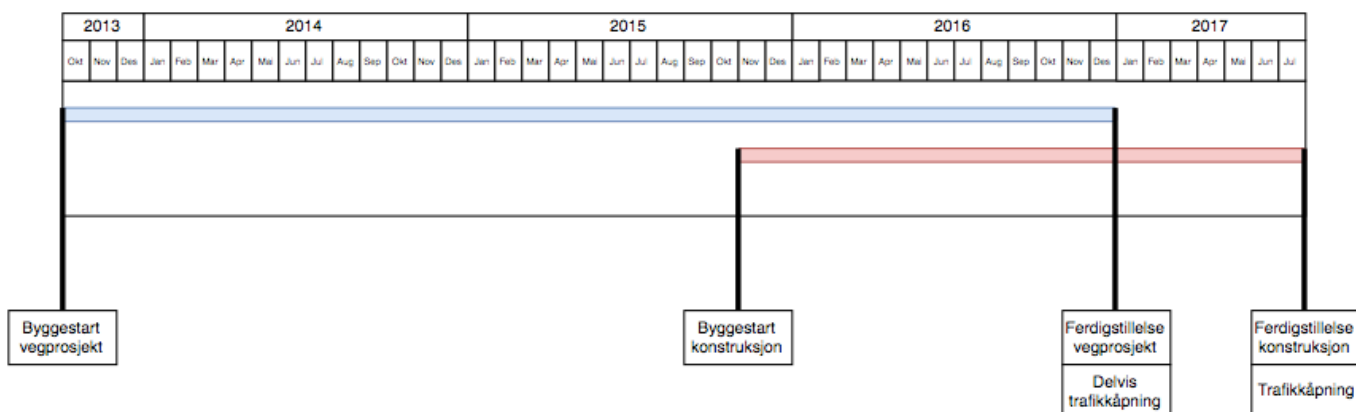 2013 2014 2015 2016 2017
Okt Nov Des Jan Feb Mar Apr Mai Jun Jul Aug Sep Okt Nov Des Jan Feb Mar Apr Mai Jun Jul Aug Sep Okt Nov Des Jan Feb Mar Apr Mai Jun Jul Aug Sep Okt Nov Des Jan Feb Mar Apr Mai Jun Jul
Byggestart
vegprosjekt
Byggestart
konstruksjon
Ferdigstillelse
vegprosjekt
Delvis
trafikkåpning
Ferdigstillelse
konstruksjon
Trafikkåpning